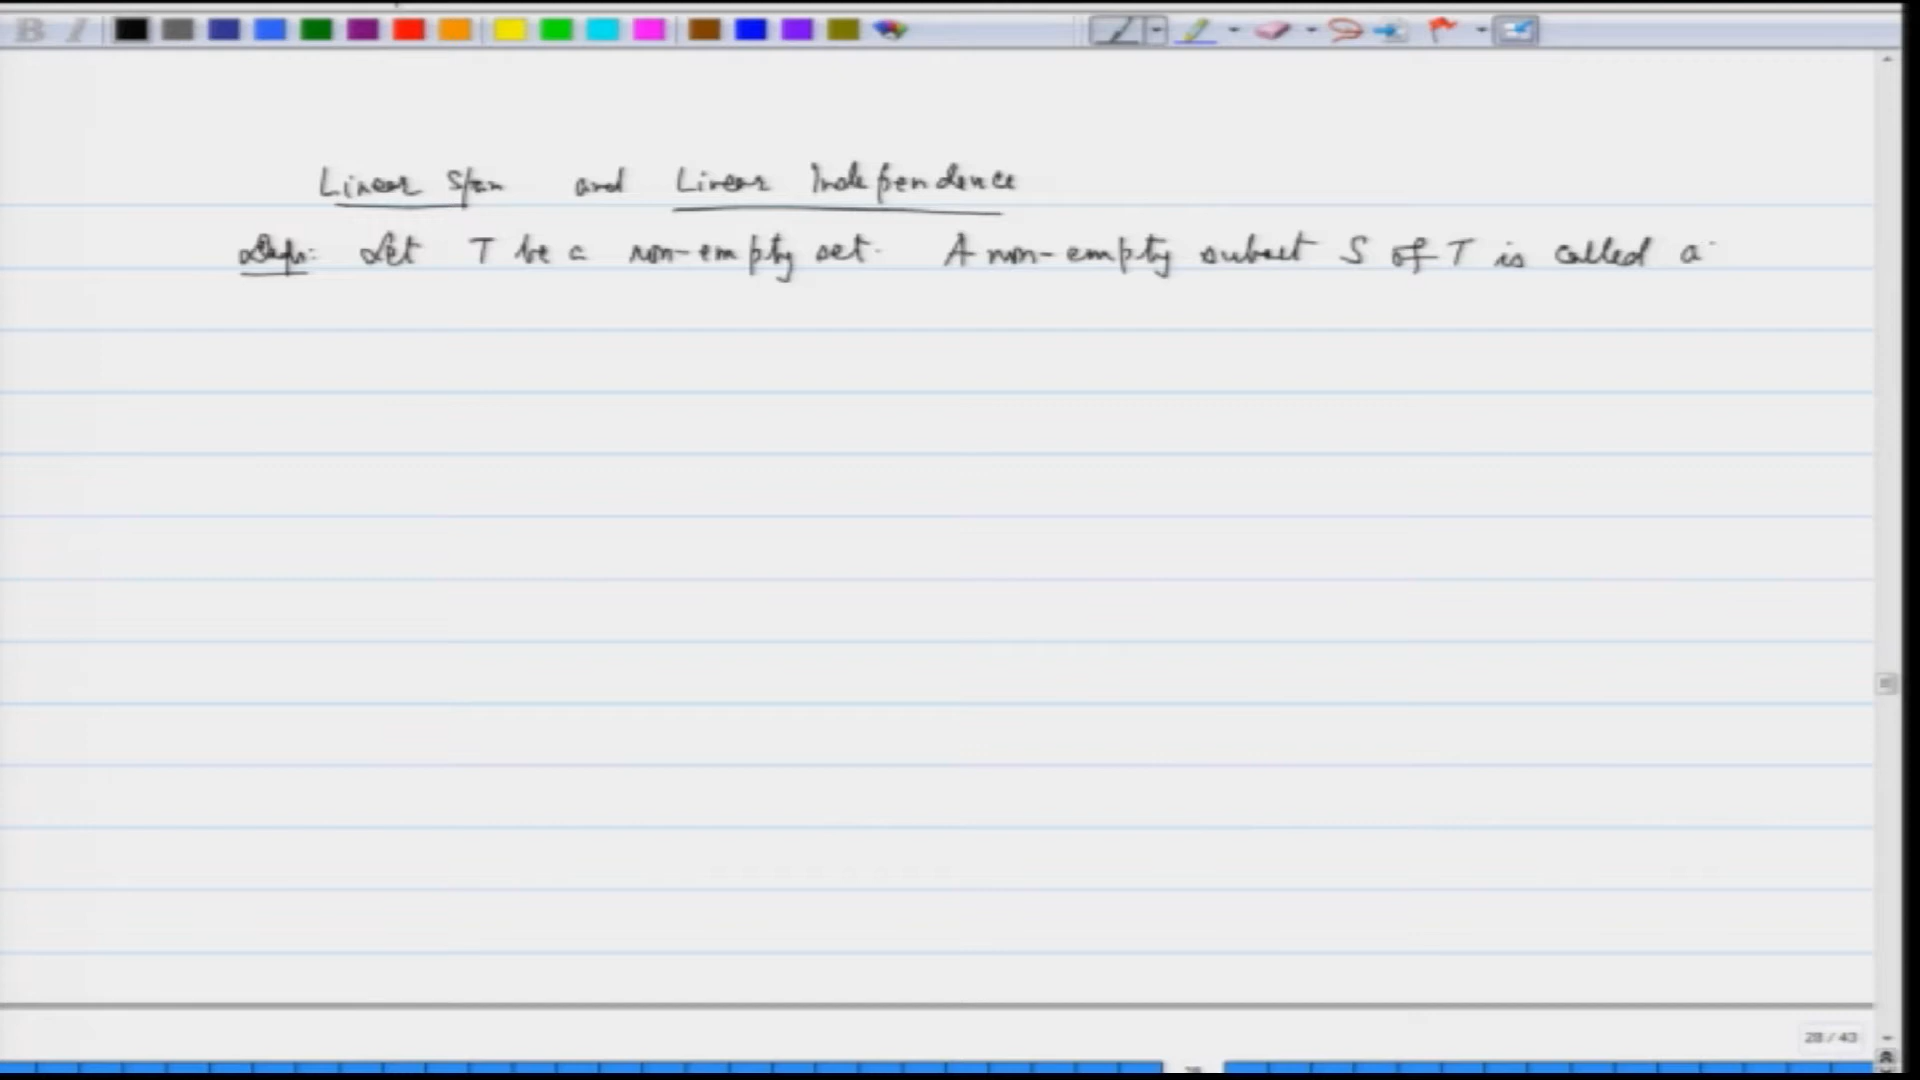 B I
Linear Span and Linear Independence
Defn: Let T be a non-empty set. A non-empty subset S of T is called a
28 / 43